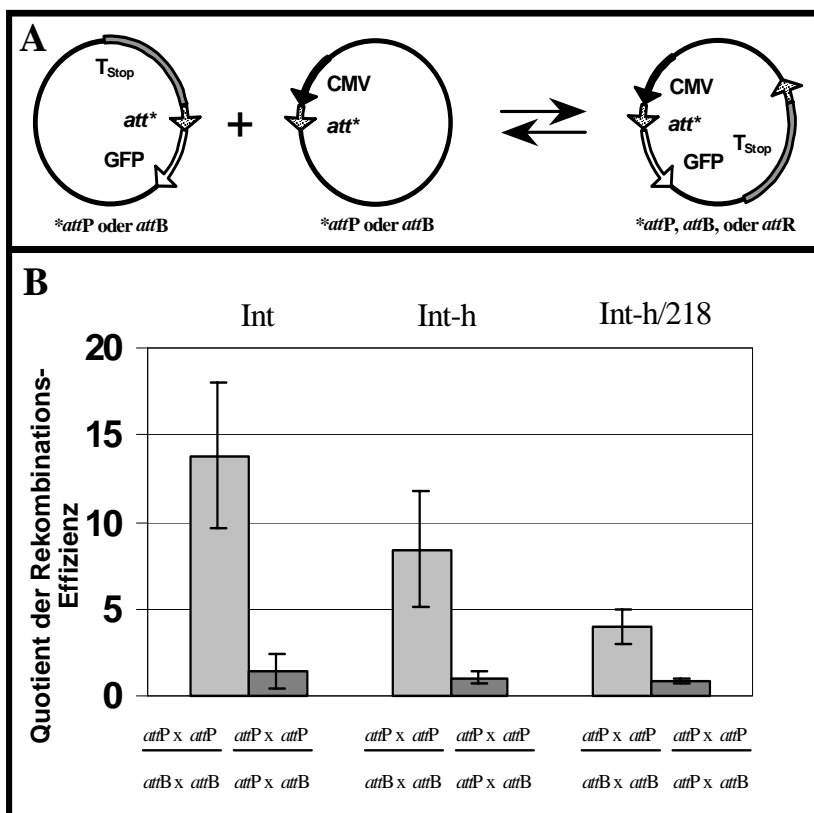 A
T_Stop
att*
GFP
*attP oder attB
+
CMV
att*
*attP oder attB
CMV
att*
GFP
T_Stop
*attP, attB, oder attR
B
Int Int-h Int-h/218
Quotient der Rekombinations-
Effizienz
20
15
10
5
0
attP x attP attP x attP attP x attP attP x attP attP x attP attP x attP
attB x attB attP x attB attB x attB attP x attB attB x attB attP x attB